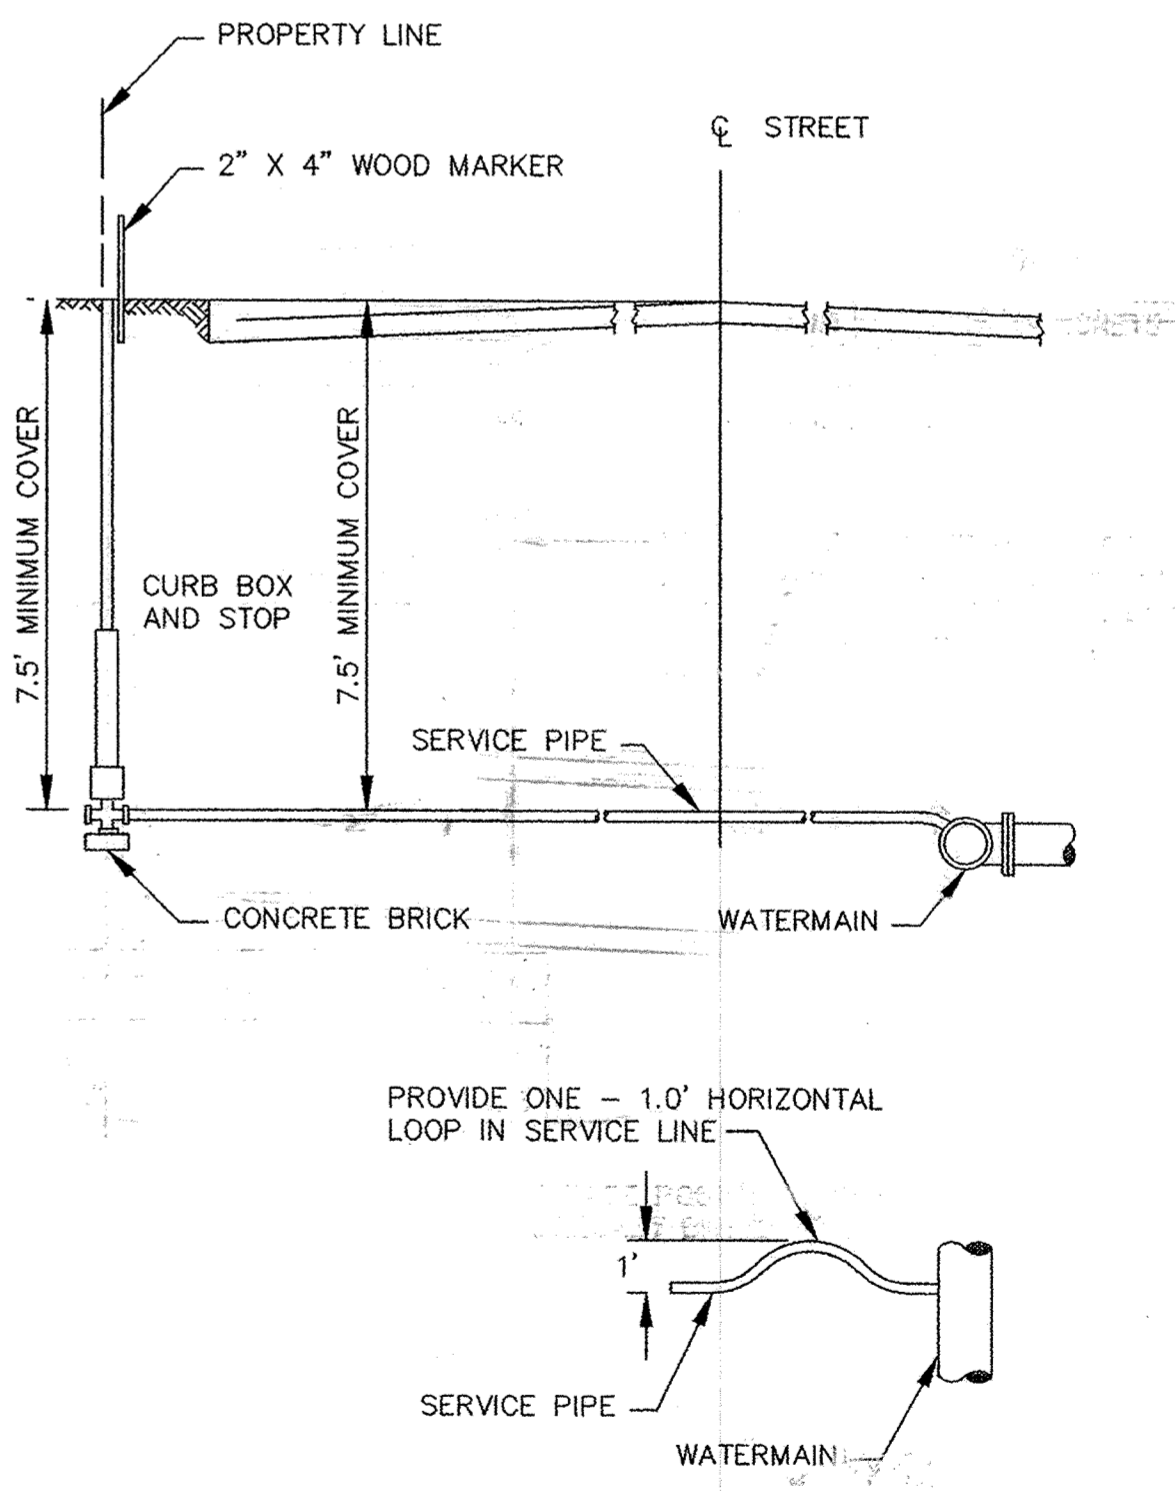 PROPERTY LINE
℄ STREET
2" X 4" WOOD MARKER
7.5' MINIMUM COVER
7.5' MINIMUM COVER
CURB BOX
AND STOP
SERVICE PIPE
CONCRETE BRICK
WATERMAIN
PROVIDE ONE – 1.0' HORIZONTAL
LOOP IN SERVICE LINE
1'
SERVICE PIPE
WATERMAIN